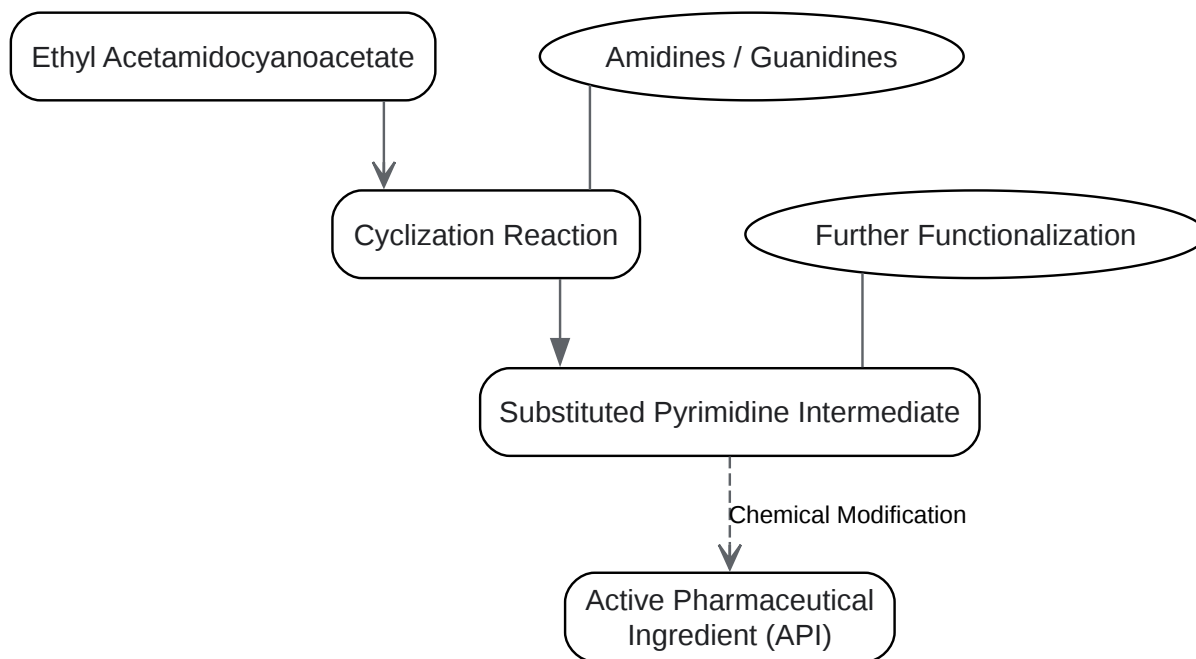 Ethyl Acetamidocyanoacetate
Amidines / Guanidines
Cyclization Reaction
Further Functionalization
Substituted Pyrimidine Intermediate
Chemical Modification
Active Pharmaceutical
Ingredient (API)